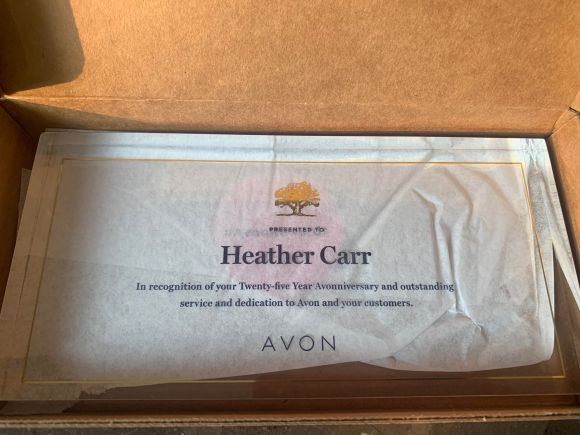 PRESENTED TO
Heather Carr
In recognition of your Twenty-five Year Avonniversary and outstanding
service and dedication to Avon and your customers.
AVON